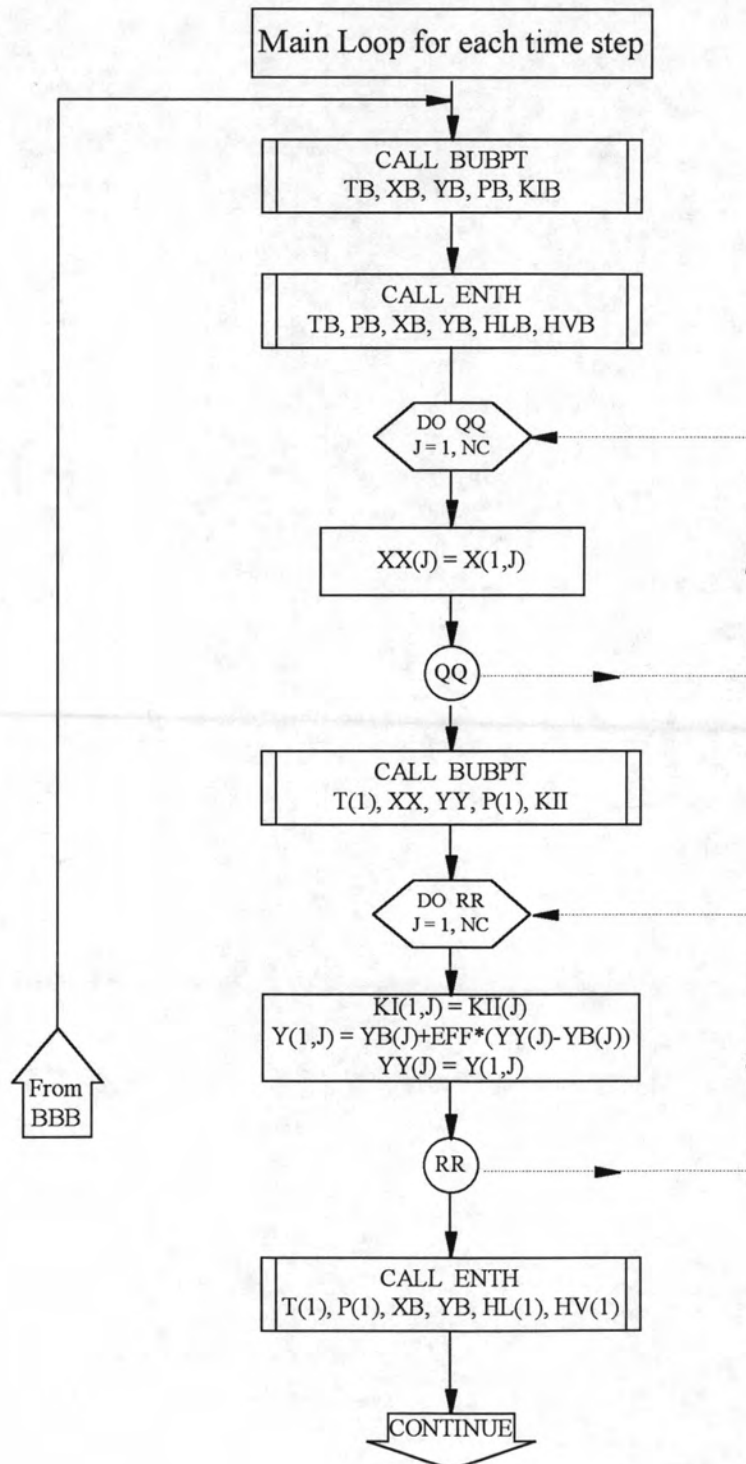 Main Loop for each time step
CALL BUBPT
TB, XB, YB, PB, KIB
CALL ENTH
TB, PB, XB, YB, HLB, HVB
DO QQ
J = 1, NC
XX(J) = X(1,J)
QQ
CALL BUBPT
T(1), XX, YY, P(1), KII
DO RR
J = 1, NC
KI(1,J) = KII(J)
Y(1,J) = YB(J)+EFF*(YY(J)-YB(J))
YY(J) = Y(1,J)
From
BBB
RR
CALL ENTH
T(1), P(1), XB, YB, HL(1), HV(1)
CONTINUE